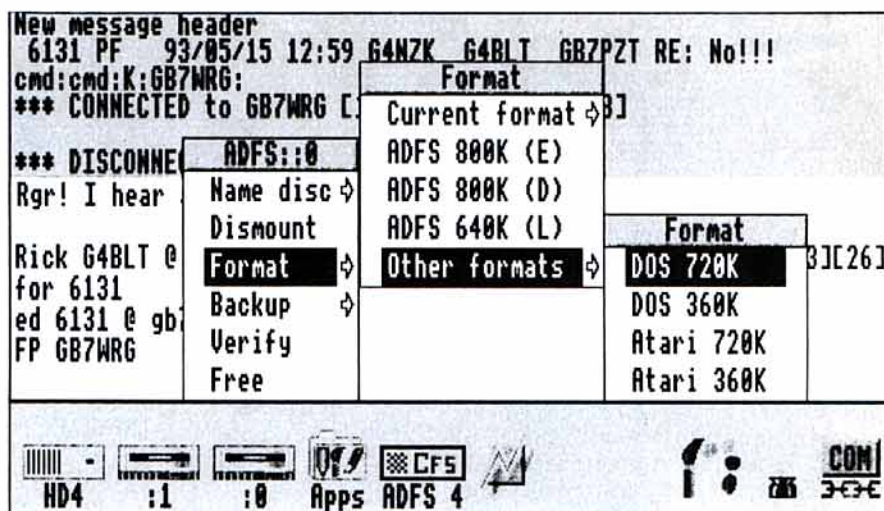 New message header
6131 PF 93/05/15 12:59 G4NZK G4BLT GB7PZT RE: No!!!
cmd:cmd:K:GB7WRG:
*** CONNECTED to GB7WRG [
*** DISCONNE
Rgr! I hear
Rick G4BLT @
3][26]
for 6131
ed 6131 @ gb7
FP GB7WRG
ADFS::0
Name disc
Dismount
Format
Backup
Verify
Free
Format
Current format
ADFS 800K (E)
ADFS 800K (D)
ADFS 640K (L)
Other formats
Format
DOS 720K
DOS 360K
Atari 720K
Atari 360K
CFS
COM
HD4 :1 :0 Apps ADFS 4